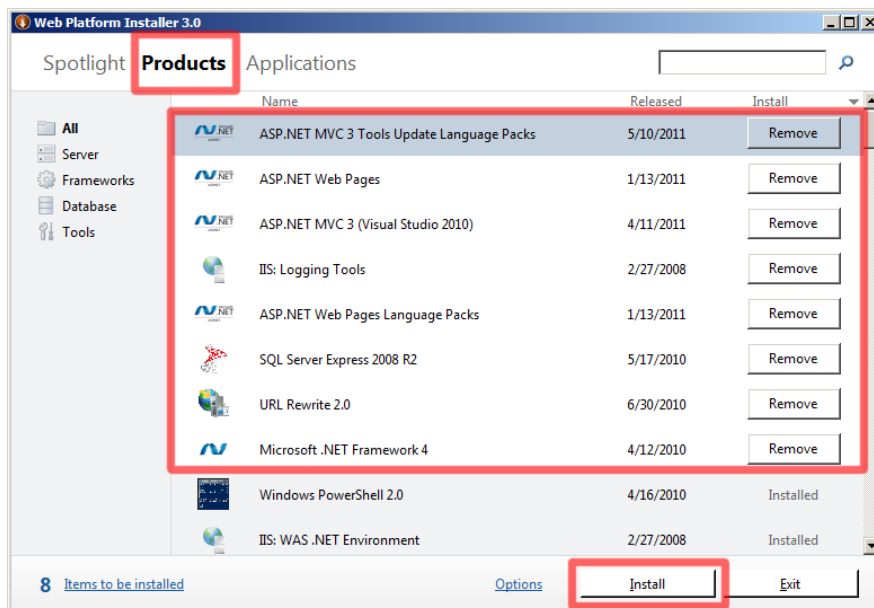 Web Platform Installer 3.0
Spotlight Products Applications
Name Released Install
All
Server
Frameworks
Database
Tools
.NET ASP.NET MVC 3 Tools Update Language Packs 5/10/2011 Remove
.NET ASP.NET Web Pages 1/13/2011 Remove
.NET ASP.NET MVC 3 (Visual Studio 2010) 4/11/2011 Remove
IIS: Logging Tools 2/27/2008 Remove
.NET ASP.NET Web Pages Language Packs 1/13/2011 Remove
SQL Server Express 2008 R2 5/17/2010 Remove
URL Rewrite 2.0 6/30/2010 Remove
Microsoft .NET Framework 4 4/12/2010 Remove
Windows PowerShell 2.0 4/16/2010 Installed
IIS: WAS .NET Environment 2/27/2008 Installed
8 Items to be installed Options Install Exit